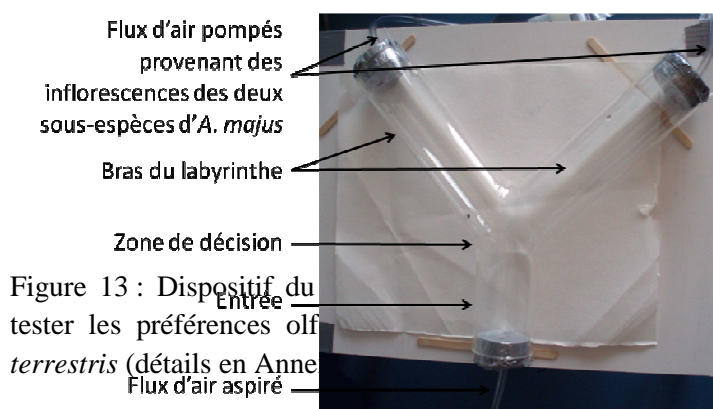 Flux d'air pompés
provenant des
inflorescences des deux
sous-espèces d'A. majus
Bras du labyrinthe
Zone de décision
Entrée
Flux d'air aspiré
Figure 13 : Dispositif du
tester les préférences olf
terrestris (détails en Anne